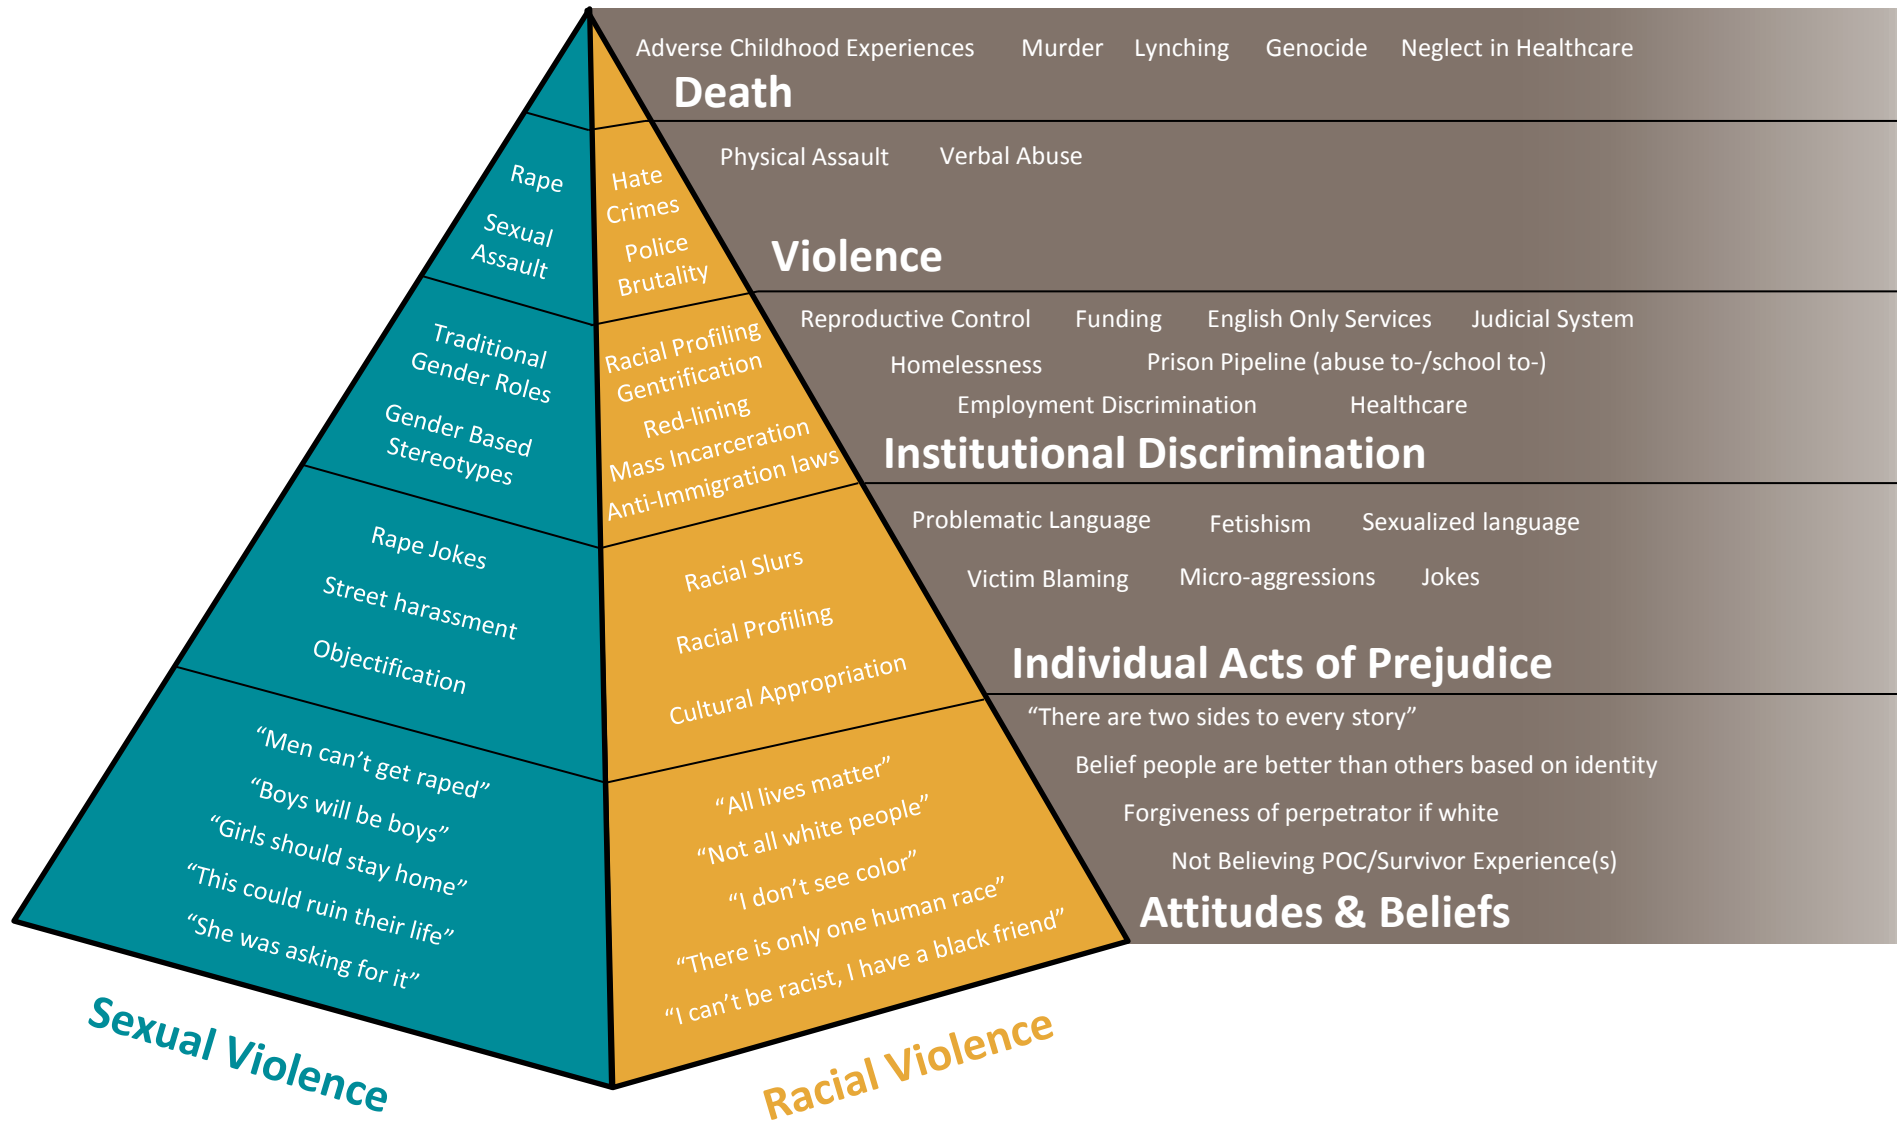 Adverse Childhood Experiences Murder Lynching Genocide Neglect in Healthcare
Death
Physical Assault Verbal Abuse
Violence
Reproductive Control Funding English Only Services Judicial System
Homelessness Prison Pipeline (abuse to-/school to-)
Employment Discrimination Healthcare
Institutional Discrimination
Problematic Language Fetishism Sexualized language
Victim Blaming Micro-aggressions Jokes
Individual Acts of Prejudice
“There are two sides to every story”
Belief people are better than others based on identity
Forgiveness of perpetrator if white
Not Believing POC/Survivor Experience(s)
Attitudes & Beliefs
Rape
Sexual
Assault
Traditional
Gender Roles
Gender Based
Stereotypes
Rape Jokes
Street harassment
Objectification
“Men can’t get raped”
“Boys will be boys”
“Girls should stay home”
“This could ruin their life”
“She was asking for it”
Sexual Violence
Hate
Crimes
Police
Brutality
Racial Profiling
Gentrification
Red-lining
Mass Incarceration
Anti-Immigration laws
Racial Slurs
Racial Profiling
Cultural Appropriation
“All lives matter”
“Not all white people”
“I don’t see color”
“There is only one human race”
“I can’t be racist, I have a black friend”
Racial Violence